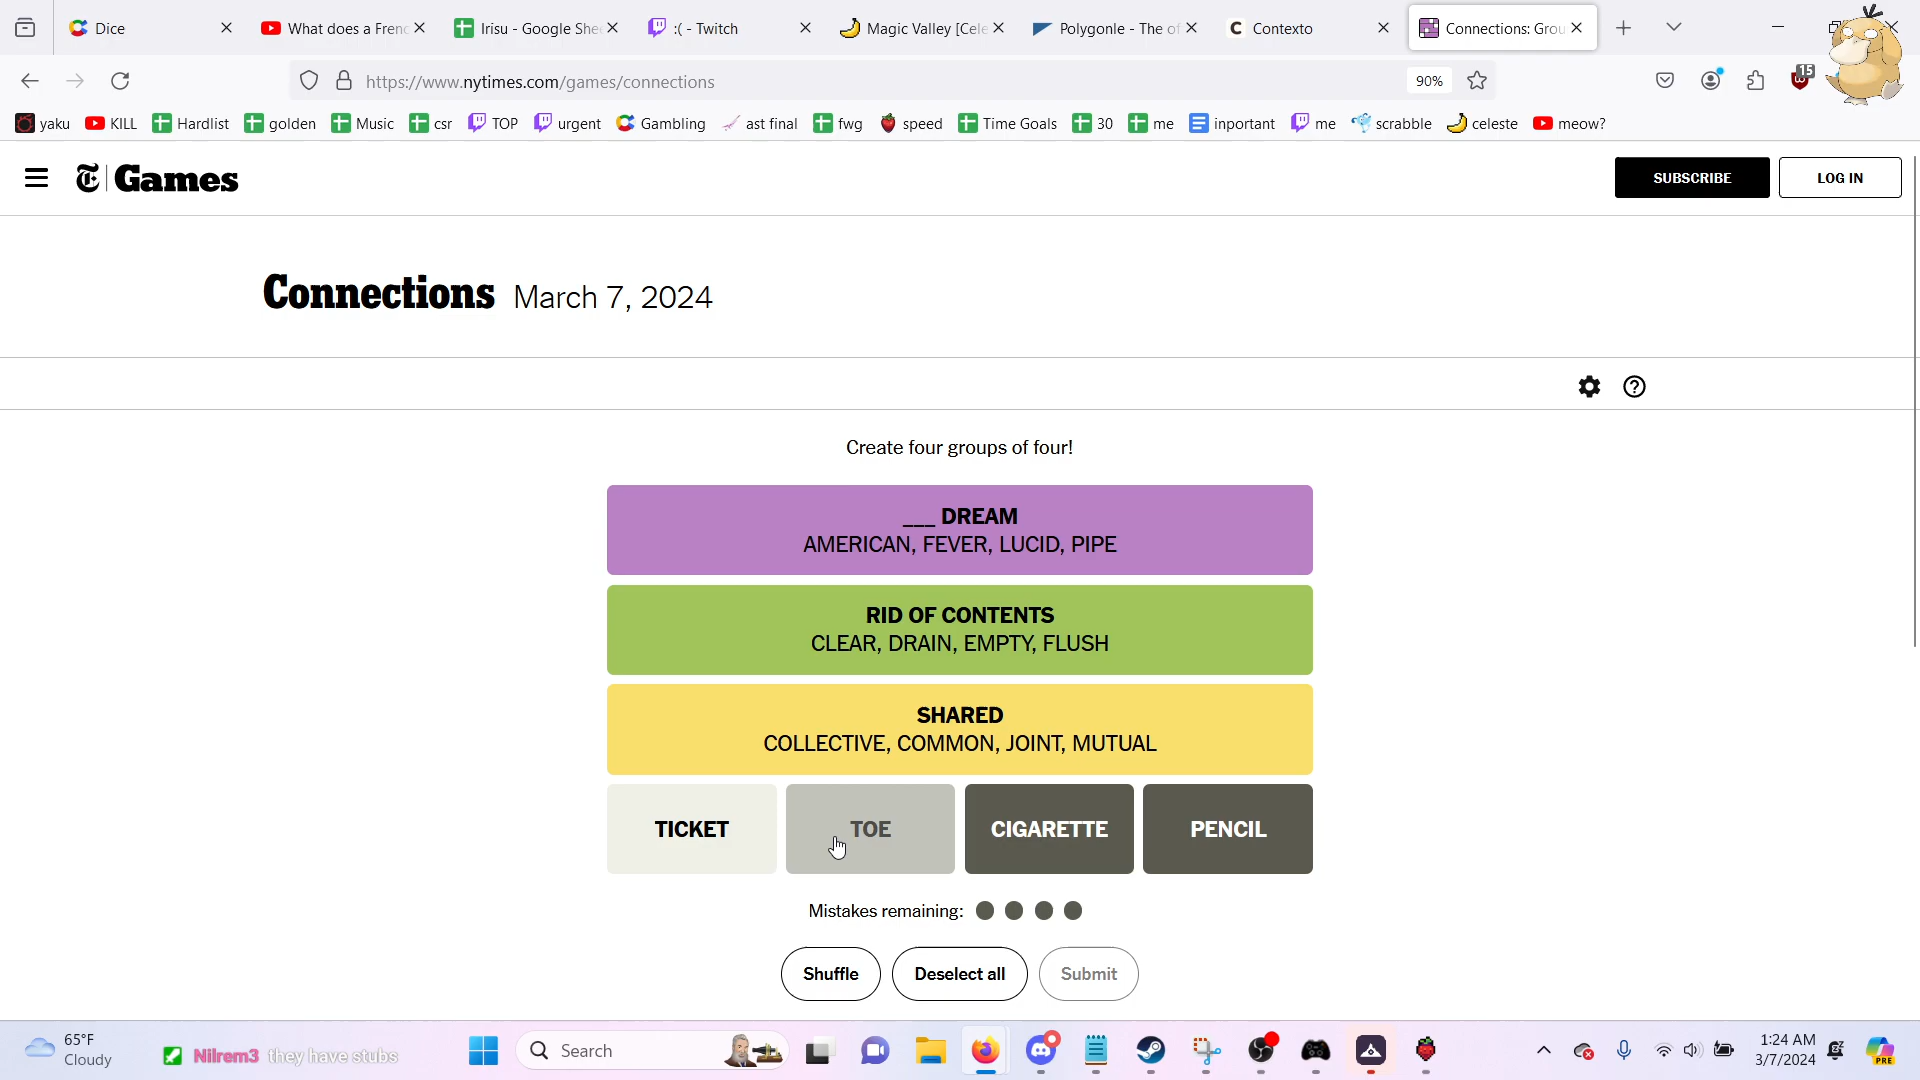 Dice
What does a Frenc
Irisu - Google Shee
:( - Twitch
Magic Valley [Cele
Polygonle - The of
Contexto
Connections: Grou
https://www.nytimes.com/games/connections
90%
15
yaku
KILL
Hardlist
golden
Music
csr
TOP
urgent
Gambling
ast final
fwg
speed
Time Goals
30
me
inportant
me
scrabble
celeste
meow?
Games
SUBSCRIBE
LOG IN
Connections March 7, 2024
Create four groups of four!
___ DREAM
AMERICAN, FEVER, LUCID, PIPE
RID OF CONTENTS
CLEAR, DRAIN, EMPTY, FLUSH
SHARED
COLLECTIVE, COMMON, JOINT, MUTUAL
TICKET
TOE
CIGARETTE
PENCIL
Mistakes remaining:
Shuffle
Deselect all
Submit
65°F
Cloudy
Nilrem3 they have stubs
Search
1:24 AM
3/7/2024
PRE